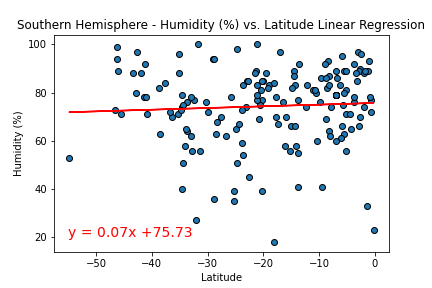 Southern Hemisphere - Humidity (%) vs. Latitude Linear Regression
100
80
60
40
20
Humidity (%)
y = 0.07x +75.73
−50
−40
−30
−20
−10
0
Latitude